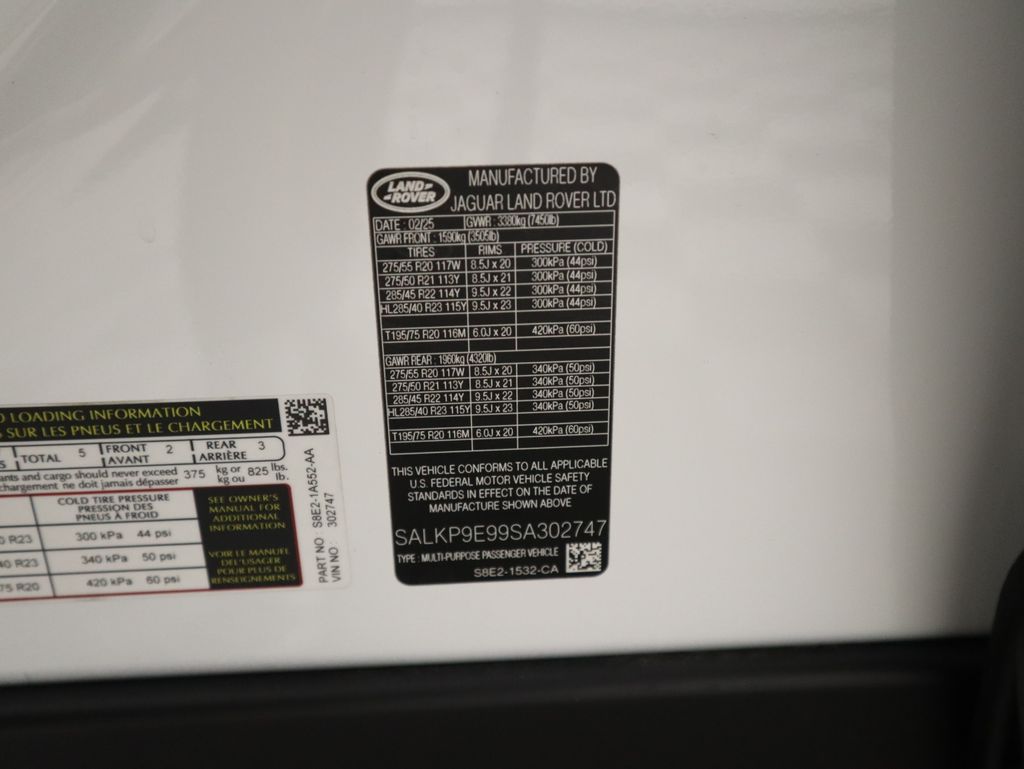 LAND-
-ROVER
MANUFACTURED BY
JAGUAR LAND ROVER LTD
DATE : 02/25 GVWR : 3380kg (7450lb)
GAWR FRONT : 1590kg (3505lb)
TIRES RIMS PRESSURE (COLD)
275/55 R20 117W 8.5J x 20 300kPa (44psi)
275/50 R21 113Y 8.5J x 21 300kPa (44psi)
285/45 R22 114Y 9.5J x 22 300kPa (44psi)
HL285/40 R23 115Y 9.5J x 23 300kPa (44psi)
T195/75 R20 116M 6.0J x 20 420kPa (60psi)
GAWR REAR : 1960kg (4320lb)
275/55 R20 117W 8.5J x 20 340kPa (50psi)
275/50 R21 113Y 8.5J x 21 340kPa (50psi)
285/45 R22 114Y 9.5J x 22 340kPa (50psi)
HL285/40 R23 115Y 9.5J x 23 340kPa (50psi)
T195/75 R20 116M 6.0J x 20 420kPa (60psi)
THIS VEHICLE CONFORMS TO ALL APPLICABLE
U.S. FEDERAL MOTOR VEHICLE SAFETY
STANDARDS IN EFFECT ON THE DATE OF
MANUFACTURE SHOWN ABOVE
SALKP9E99SA302747
TYPE : MULTI-PURPOSE PASSENGER VEHICLE
S8E2-1532-CA
LOADING INFORMATION
SUR LES PNEUS ET LE CHARGEMENT
TOTAL 5 FRONT 2 REAR 3
AVANT ARRIÈRE
and cargo should never exceed 375 kg or 825 lbs.
chargement ne doit jamais dépasser kg ou lb.
COLD TIRE PRESSURE
PRESSION DES
PNEUS À FROID
R23 300 kPa 44 psi
R23 340 kPa 50 psi
R20 420 kPa 60 psi
SEE OWNER'S
MANUAL FOR
ADDITIONAL
INFORMATION
VOIR LE MANUEL
DE L'USAGER
POUR PLUS DE
RENSEIGNEMENTS
PART NO : S8E2-1A552-AA
VIN NO : 302747